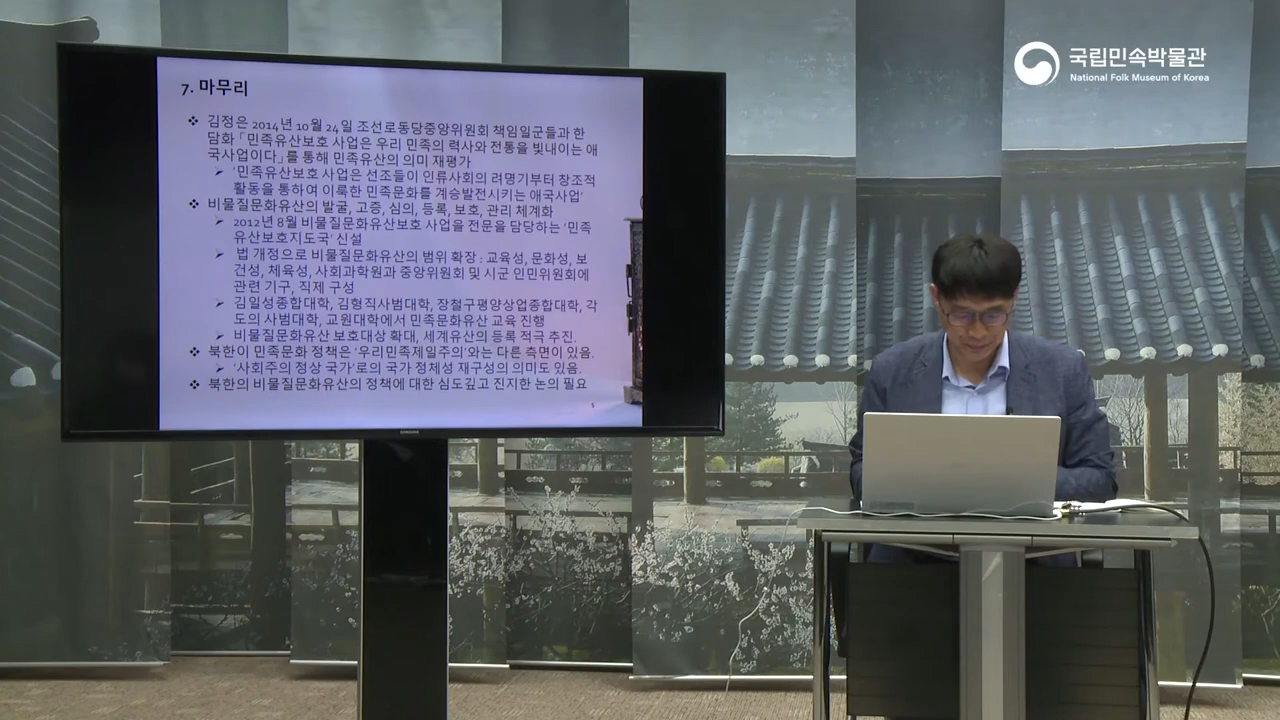 국립민속박물관
National Folk Museum of Korea
7. 마무리
❖ 김정은 2014년 10월 24일 조선로동당중앙위원회 책임일군들과 한
담화「민족유산보호 사업은 우리 민족의 력사와 전통을 빛내이는 애
국사업이다」를 통해 민족유산의 의미 재평가
➢ '민족유산보호 사업은 선조들이 인류사회의 려명기부터 창조적
활동을 통하여 이룩한 민족문화를 계승발전시키는 애국사업'
❖ 비물질문화유산의 발굴, 고증, 심의, 등록, 보호, 관리 체계화
➢ 2012년 8월 비물질문화유산보호 사업을 전문을 담당하는 '민족
유산보호지도국' 신설
➢ 법 개정으로 비물질문화유산의 범위 확장 : 교육성, 문화성, 보
건성, 체육성, 사회과학원과 중앙위원회 및 시군 인민위원회에
관련 기구, 직제 구성
➢ 김일성종합대학, 김형직사범대학, 장철구평양상업종합대학, 각
도의 사범대학, 교원대학에서 민족문화유산 교육 진행
➢ 비물질문화유산 보호대상 확대, 세계유산의 등록 적극 추진.
❖ 북한이 민족문화 정책은 '우리민족제일주의'와는 다른 측면이 있음.
➢ '사회주의 정상 국가'로의 국가 정체성 재구성의 의미도 있음.
❖ 북한의 비물질문화유산의 정책에 대한 심도깊고 진지한 논의 필요
5
SAMSUNG